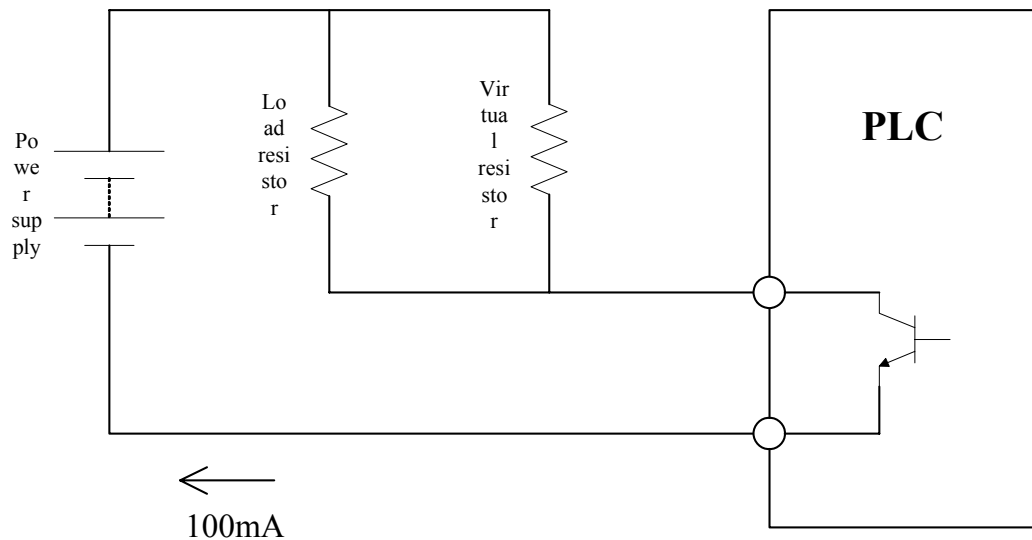 Po
we
r sup
ply
Lo
ad
resi
sto
r
Vir
tua
l
resi
sto
r
PLC
100mA